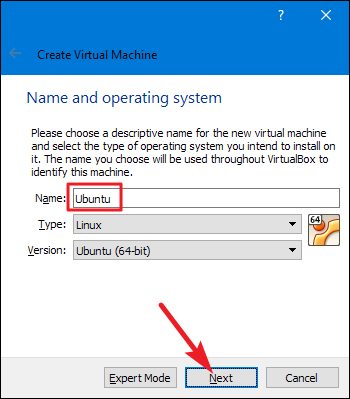 ?
Create Virtual Machine
Name and operating system
Please choose a descriptive name for the new virtual machine
and select the type of operating system you intend to install on
it. The name you choose will be used throughout VirtualBox to
identify this machine.
Name: Ubuntu
Type: Linux
64
Version: Ubuntu (64-bit)
Expert Mode Next Cancel